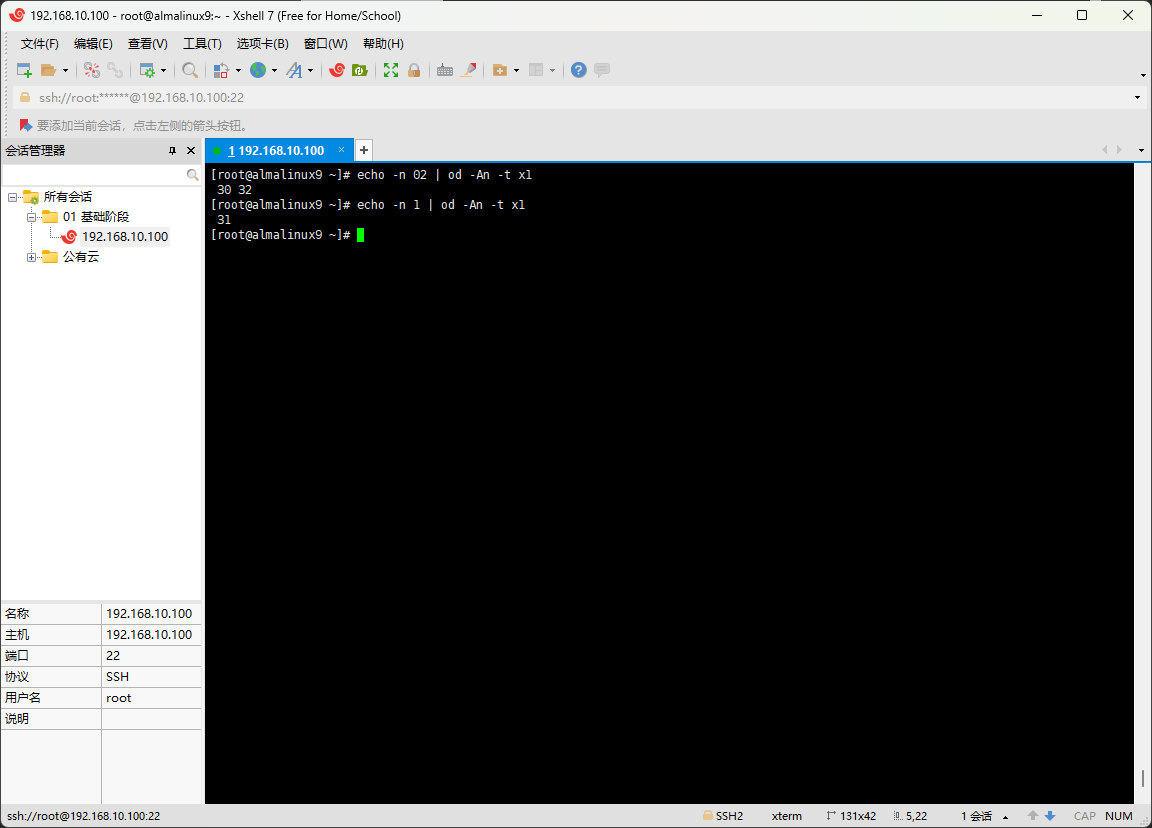 192.168.10.100 - root@almalinux9:~ - Xshell 7 (Free for Home/School)
文件(F) 编辑(E) 查看(V) 工具(T) 选项卡(B) 窗口(W) 帮助(H)
ssh://root:******@192.168.10.100:22
要添加当前会话，点击左侧的箭头按钮。
会话管理器
1 192.168.10.100
所有会话
01 基础阶段
192.168.10.100
公有云
[root@almalinux9 ~]# echo -n 02 | od -An -t x1
30 32
[root@almalinux9 ~]# echo -n 1 | od -An -t x1
31
[root@almalinux9 ~]#
名称 192.168.10.100
主机 192.168.10.100
端口 22
协议 SSH
用户名 root
说明
ssh://root@192.168.10.100:22 SSH2 xterm 131x42 5,22 1 会话 CAP NUM